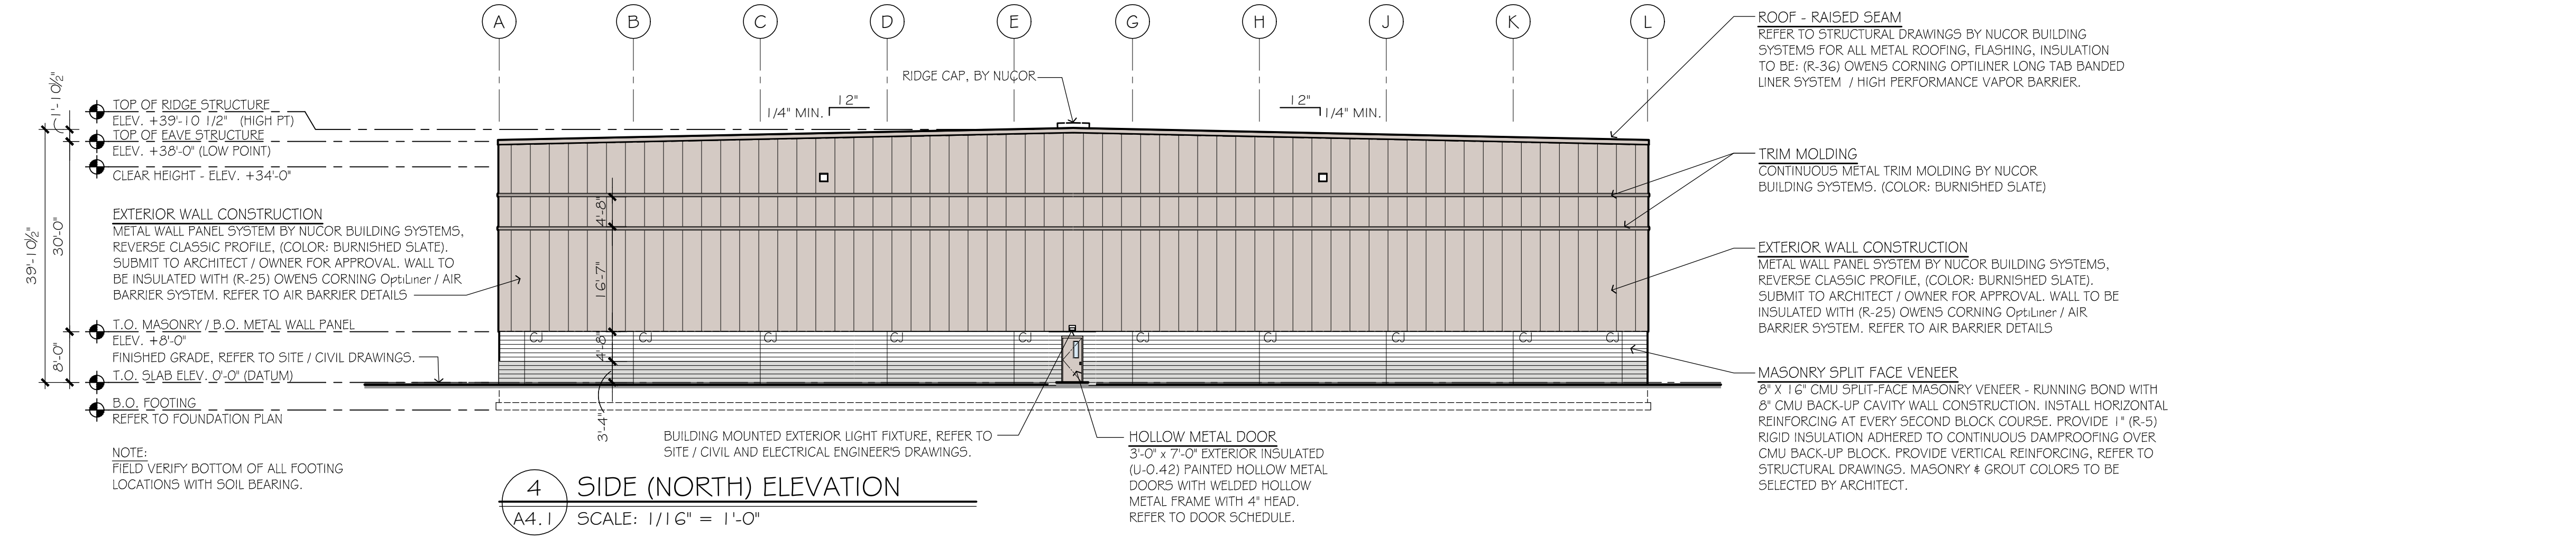 A B C D E G H J K L
RIDGE CAP, BY NUCOR
12"
1/4" MIN.
12"
1/4" MIN.
1'-10 1/2"
39'-10 1/2"
30'-0"
8'-0"
TOP OF RIDGE STRUCTURE
ELEV. +39'-10 1/2" (HIGH PT)
TOP OF EAVE STRUCTURE
ELEV. +38'-0" (LOW POINT)
CLEAR HEIGHT - ELEV. +34'-0"
EXTERIOR WALL CONSTRUCTION
METAL WALL PANEL SYSTEM BY NUCOR BUILDING SYSTEMS,
REVERSE CLASSIC PROFILE, (COLOR: BURNISHED SLATE).
SUBMIT TO ARCHITECT / OWNER FOR APPROVAL. WALL TO
BE INSULATED WITH (R-25) OWENS CORNING OptiLiner / AIR
BARRIER SYSTEM. REFER TO AIR BARRIER DETAILS
T.O. MASONRY / B.O. METAL WALL PANEL
ELEV. +8'-0"
FINISHED GRADE, REFER TO SITE / CIVIL DRAWINGS.
T.O. SLAB ELEV. 0'-0" (DATUM)
B.O. FOOTING
REFER TO FOUNDATION PLAN
NOTE:
FIELD VERIFY BOTTOM OF ALL FOOTING
LOCATIONS WITH SOIL BEARING.
4'-8"
16'-7"
4'-8"
3'-4"
CJ CJ CJ CJ CJ CJ CJ CJ CJ CJ
BUILDING MOUNTED EXTERIOR LIGHT FIXTURE, REFER TO
SITE / CIVIL AND ELECTRICAL ENGINEER'S DRAWINGS.
4
A4.1
SIDE (NORTH) ELEVATION
SCALE: 1/16" = 1'-0"
HOLLOW METAL DOOR
3'-0" x 7'-0" EXTERIOR INSULATED
(U-0.42) PAINTED HOLLOW METAL
DOORS WITH WELDED HOLLOW
METAL FRAME WITH 4" HEAD.
REFER TO DOOR SCHEDULE.
ROOF - RAISED SEAM
REFER TO STRUCTURAL DRAWINGS BY NUCOR BUILDING
SYSTEMS FOR ALL METAL ROOFING, FLASHING, INSULATION
TO BE: (R-36) OWENS CORNING OPTILINER LONG TAB BANDED
LINER SYSTEM / HIGH PERFORMANCE VAPOR BARRIER.
TRIM MOLDING
CONTINUOUS METAL TRIM MOLDING BY NUCOR
BUILDING SYSTEMS. (COLOR: BURNISHED SLATE)
EXTERIOR WALL CONSTRUCTION
METAL WALL PANEL SYSTEM BY NUCOR BUILDING SYSTEMS,
REVERSE CLASSIC PROFILE, (COLOR: BURNISHED SLATE).
SUBMIT TO ARCHITECT / OWNER FOR APPROVAL. WALL TO BE
INSULATED WITH (R-25) OWENS CORNING OptiLiner / AIR
BARRIER SYSTEM. REFER TO AIR BARRIER DETAILS
MASONRY SPLIT FACE VENEER
8" X 16" CMU SPLIT-FACE MASONRY VENEER - RUNNING BOND WITH
8" CMU BACK-UP CAVITY WALL CONSTRUCTION. INSTALL HORIZONTAL
REINFORCING AT EVERY SECOND BLOCK COURSE. PROVIDE 1" (R-5)
RIGID INSULATION ADHERED TO CONTINUOUS DAMPROOFING OVER
CMU BACK-UP BLOCK. PROVIDE VERTICAL REINFORCING, REFER TO
STRUCTURAL DRAWINGS. MASONRY & GROUT COLORS TO BE
SELECTED BY ARCHITECT.